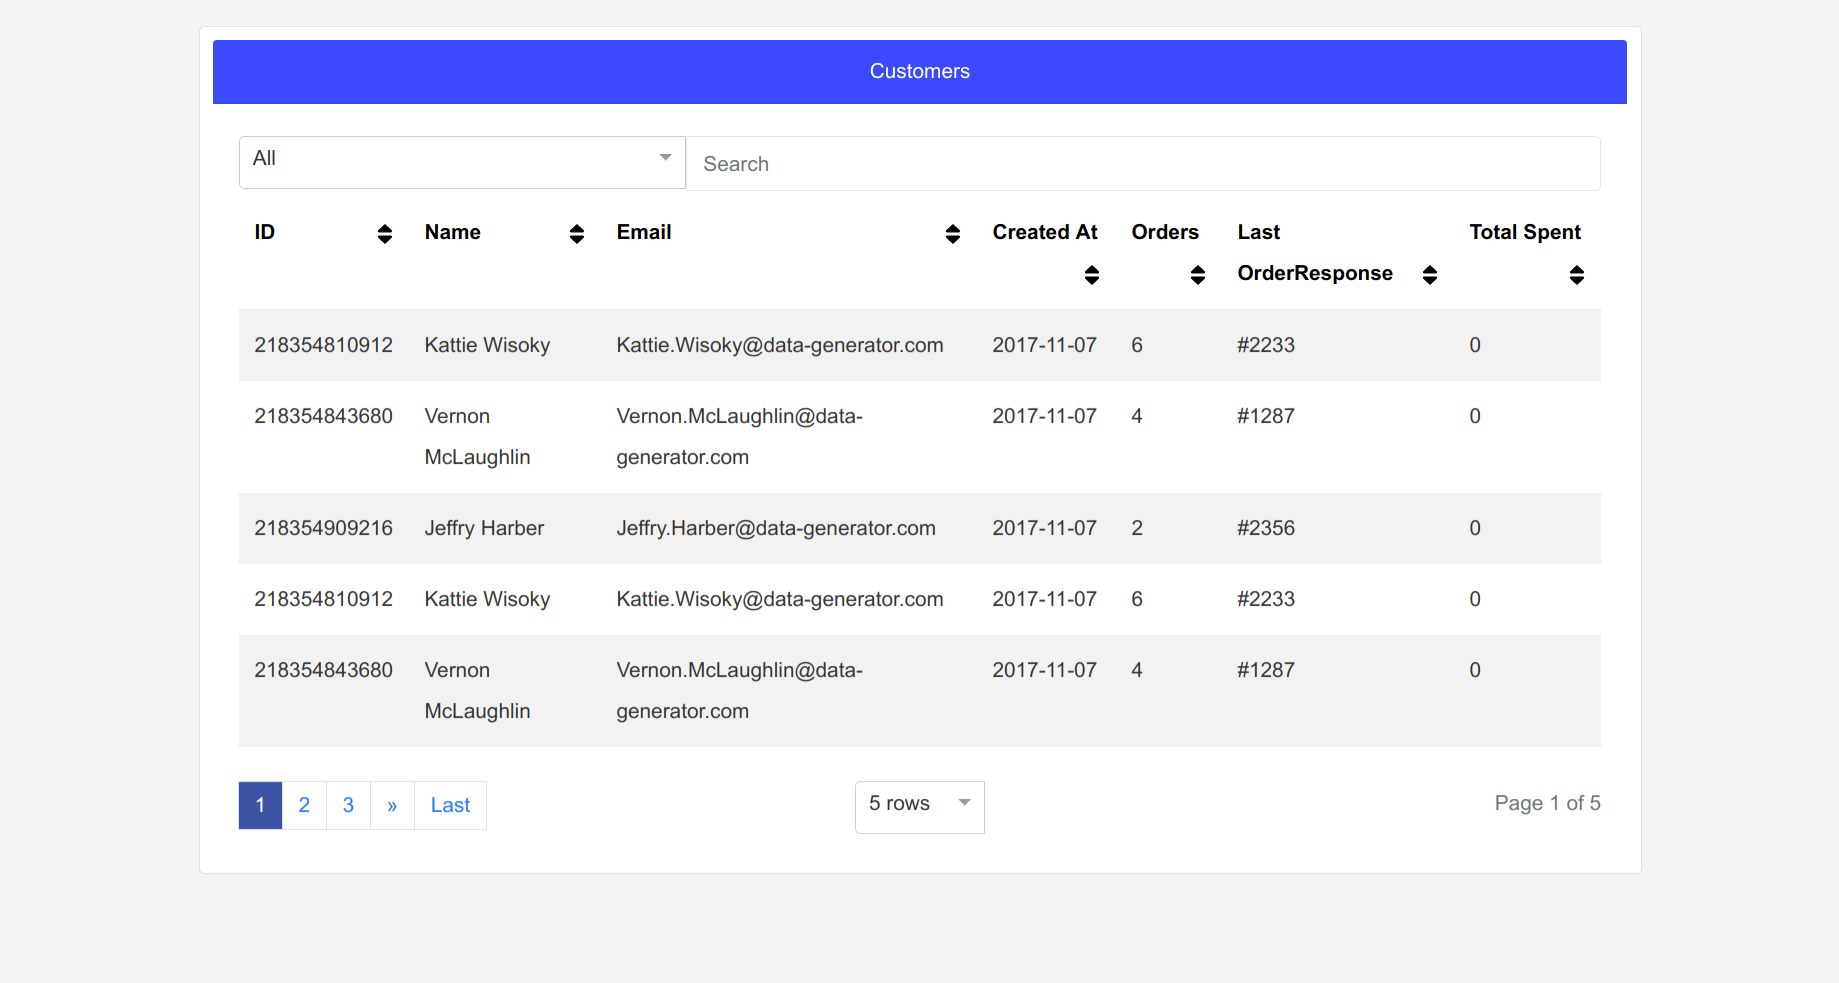 Customers
All
Search
ID Name Email Created At Orders Last Total Spent
OrderResponse
218354810912 Kattie Wisoky Kattie.Wisoky@data-generator.com 2017-11-07 6 #2233 0
218354843680 Vernon Vernon.McLaughlin@data- 2017-11-07 4 #1287 0
McLaughlin generator.com
218354909216 Jeffry Harber Jeffry.Harber@data-generator.com 2017-11-07 2 #2356 0
218354810912 Kattie Wisoky Kattie.Wisoky@data-generator.com 2017-11-07 6 #2233 0
218354843680 Vernon Vernon.McLaughlin@data- 2017-11-07 4 #1287 0
McLaughlin generator.com
1 2 3 » Last 5 rows Page 1 of 5